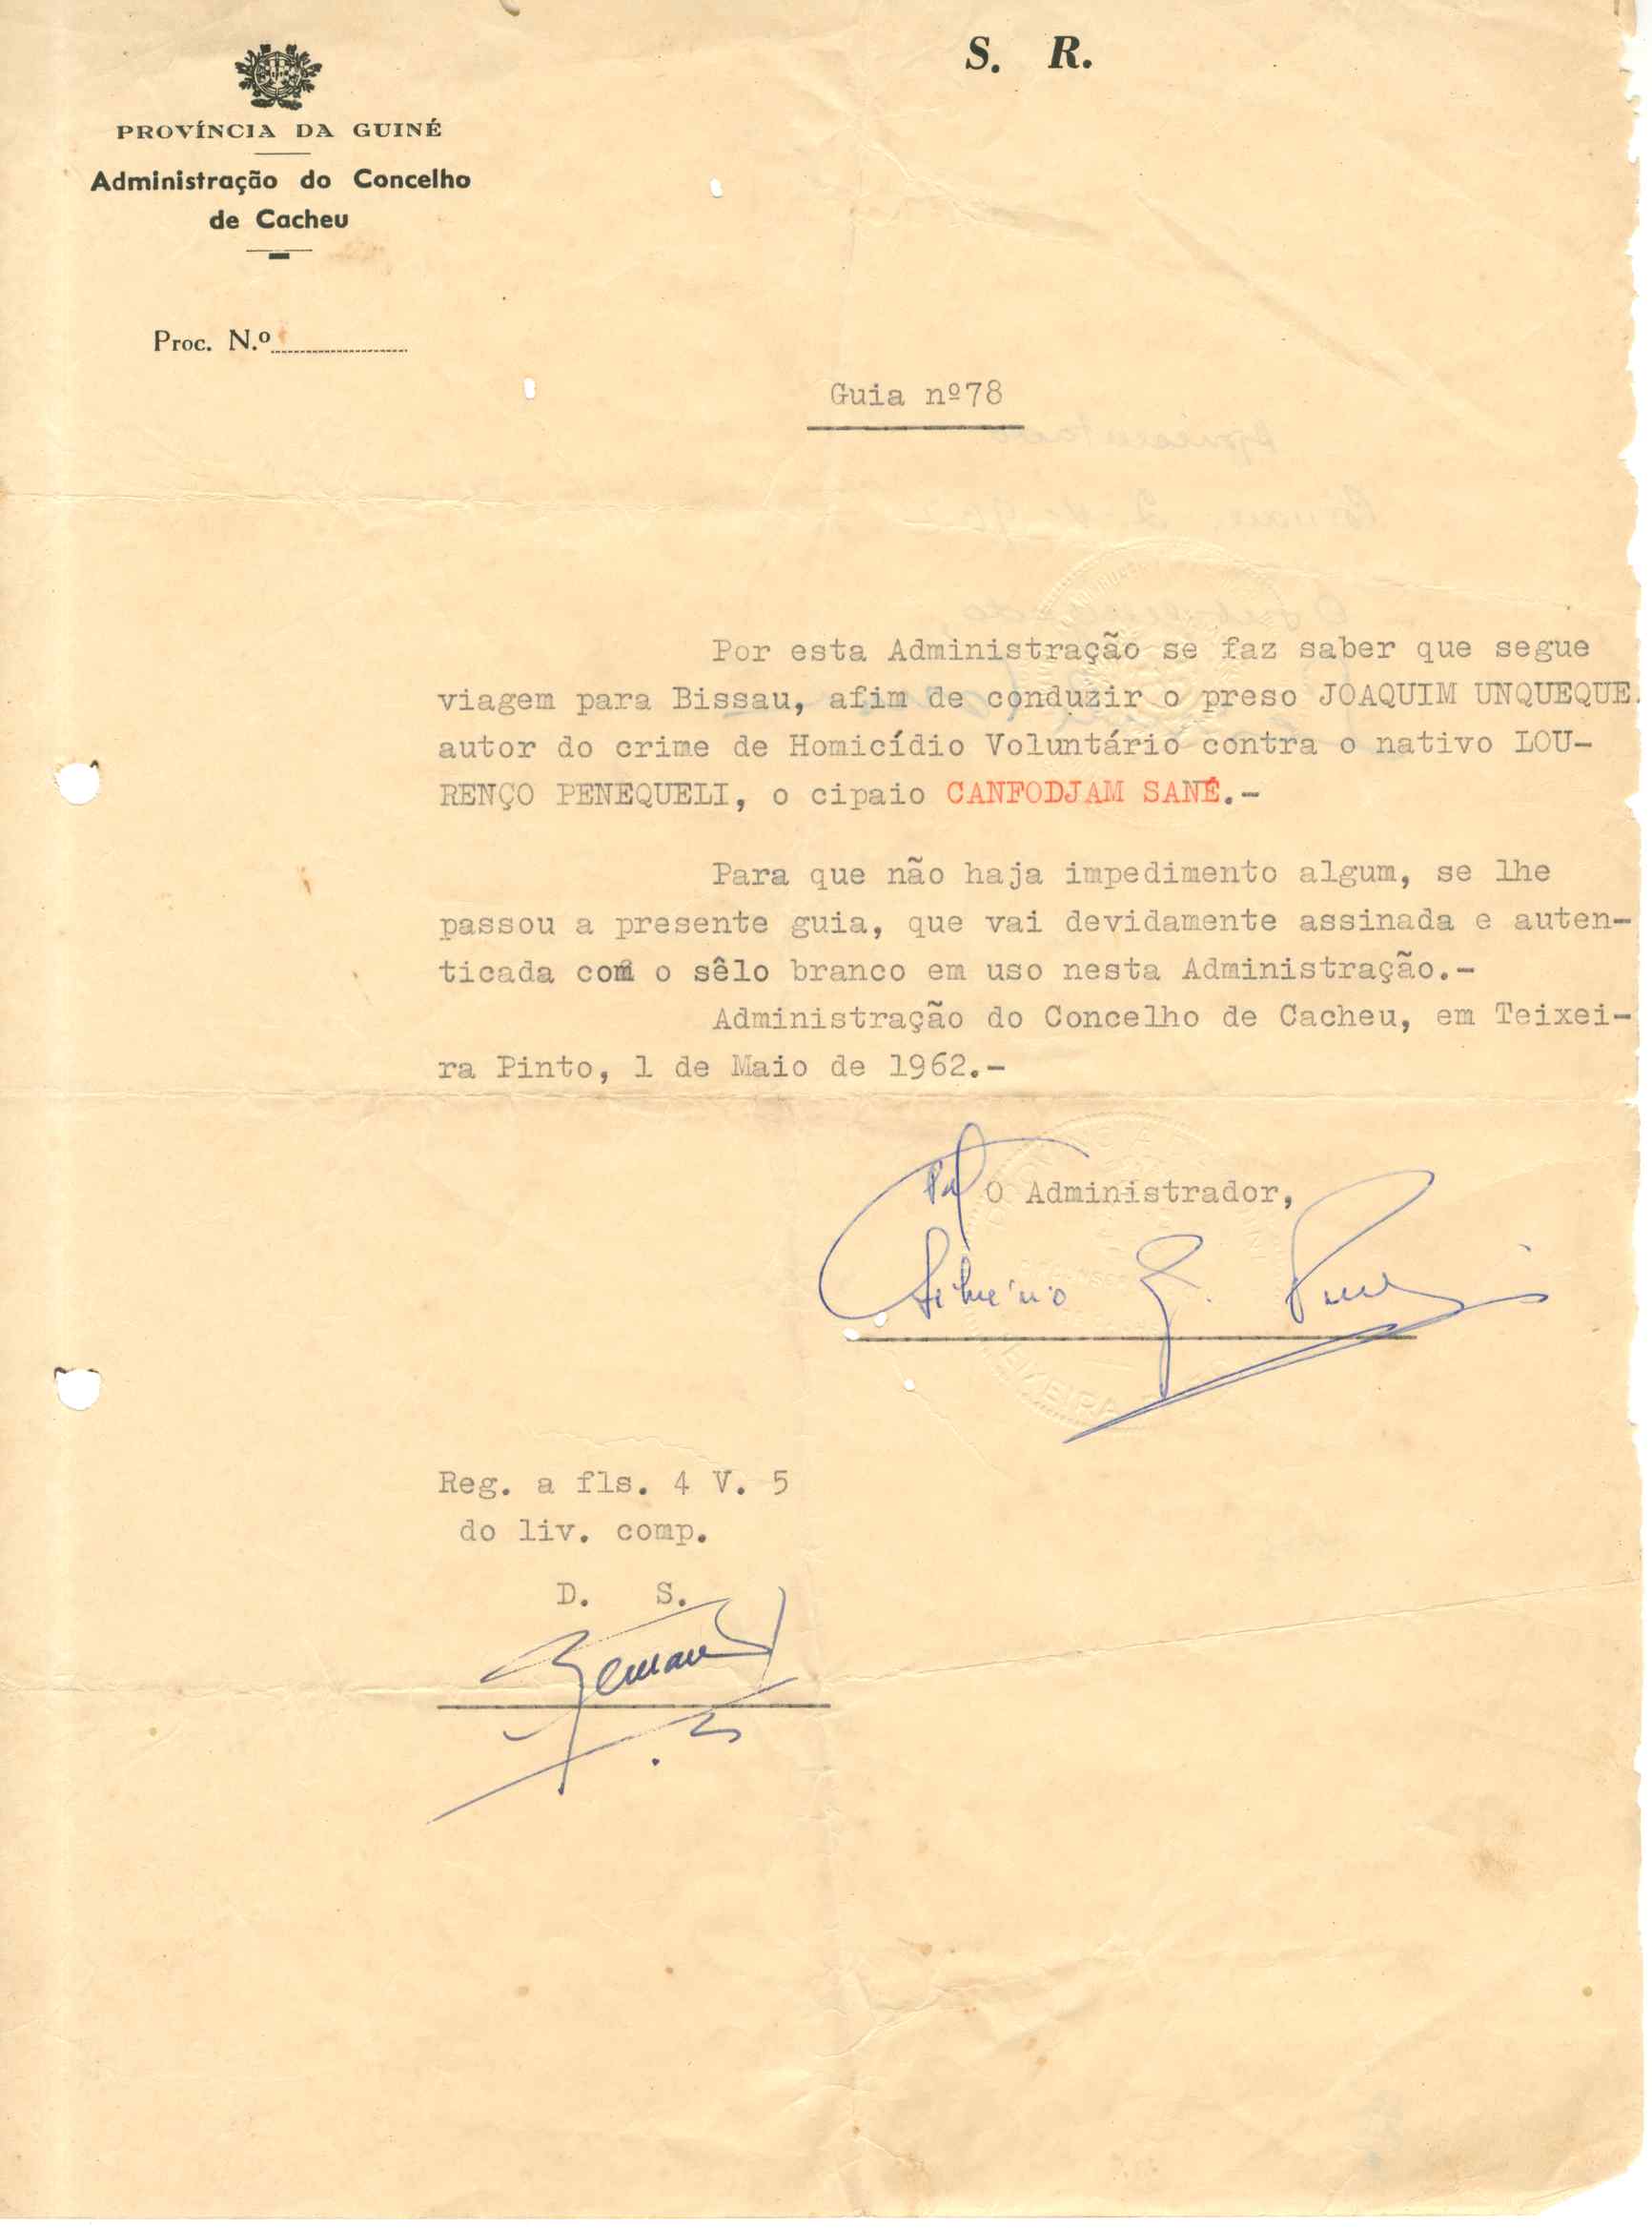 S. R.
PROVÍNCIA DA GUINÉ
Administração do Concelho
de Cacheu
Proc. N.º
Guia nº78
Por esta Administração se faz saber que segue
viagem para Bissau, afim de conduzir o preso JOAQUIM UNQUEQUE.
autor do crime de Homicídio Voluntário contra o nativo LOU-
RENÇO PENEQUELI, o cipaio CANFODJAM SANÉ.-
Para que não haja impedimento algum, se lhe
passou a presente guia, que vai devidamente assinada e auten-
ticada com o sêlo branco em uso nesta Administração.-
Administração do Concelho de Cacheu, em Teixei-
ra Pinto, 1 de Maio de 1962.-
O Administrador,
Reg. a fls. 4 V. 5
do liv. comp.
D. S.